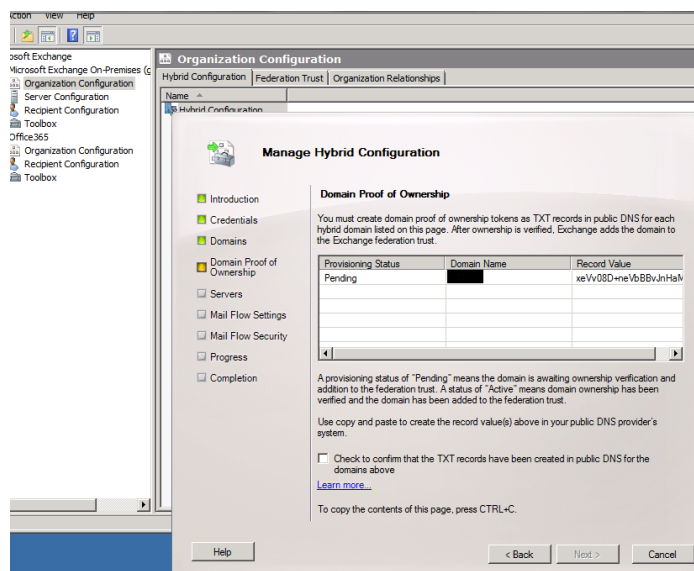 Action View Help
osoft Exchange
Microsoft Exchange On-Premises (c
Organization Configuration
Server Configuration
Recipient Configuration
Toolbox
Office365
Organization Configuration
Recipient Configuration
Toolbox
Organization Configuration
Hybrid Configuration Federation Trust Organization Relationships
Name
Hybrid Configuration
Manage Hybrid Configuration
Introduction
Credentials
Domains
Domain Proof of
Ownership
Servers
Mail Flow Settings
Mail Flow Security
Progress
Completion
Domain Proof of Ownership
You must create domain proof of ownership tokens as TXT records in public DNS for each
hybrid domain listed on this page. After ownership is verified, Exchange adds the domain to
the Exchange federation trust.
Provisioning Status Domain Name Record Value
Pending xeVv08D+neVbBBvJnHaM
A provisioning status of "Pending" means the domain is awaiting ownership verification and
addition to the federation trust. A status of "Active" means domain ownership has been
verified and the domain has been added to the federation trust.
Use copy and paste to create the record value(s) above in your public DNS provider's
system.
Check to confirm that the TXT records have been created in public DNS for the
domains above
Learn more...
To copy the contents of this page, press CTRL+C.
Help < Back Next > Cancel